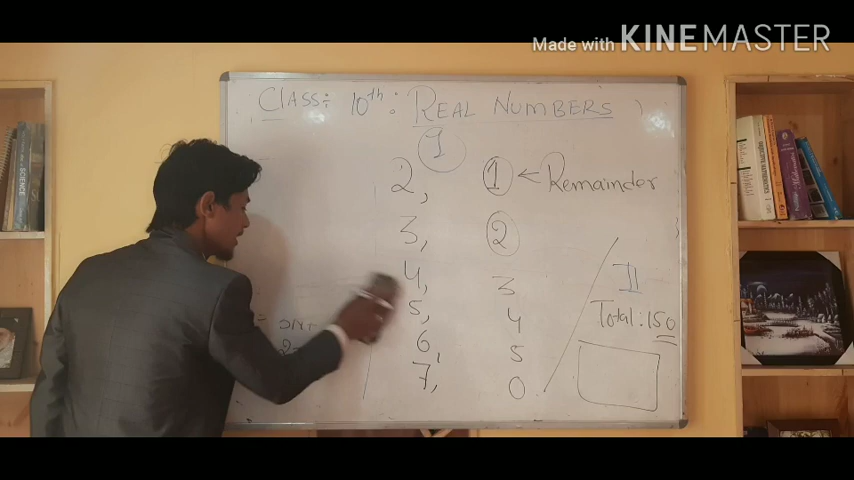 Made with KINEMASTER
CLASS:- 10th : REAL NUMBERS
9
2, 1 ← Remainder
3, 2
4, 3
5, 4
6, 5
7, 0
II
Total: 150
SCIENCE